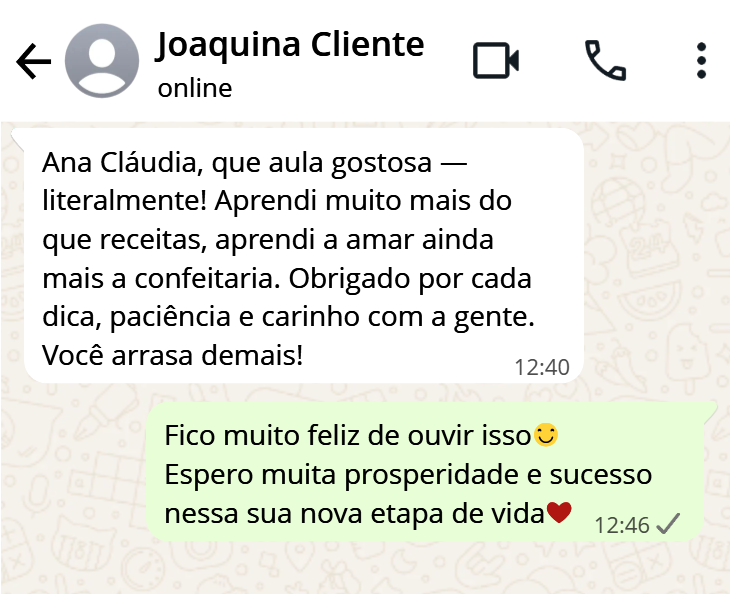 Joaquina Cliente
online
Ana Cláudia, que aula gostosa —
literalmente! Aprendi muito mais do
que receitas, aprendi a amar ainda
mais a confeitaria. Obrigado por cada
dica, paciência e carinho com a gente.
Você arrasa demais!
12:40
Fico muito feliz de ouvir isso😊
Espero muita prosperidade e sucesso
nessa sua nova etapa de vida❤
12:46